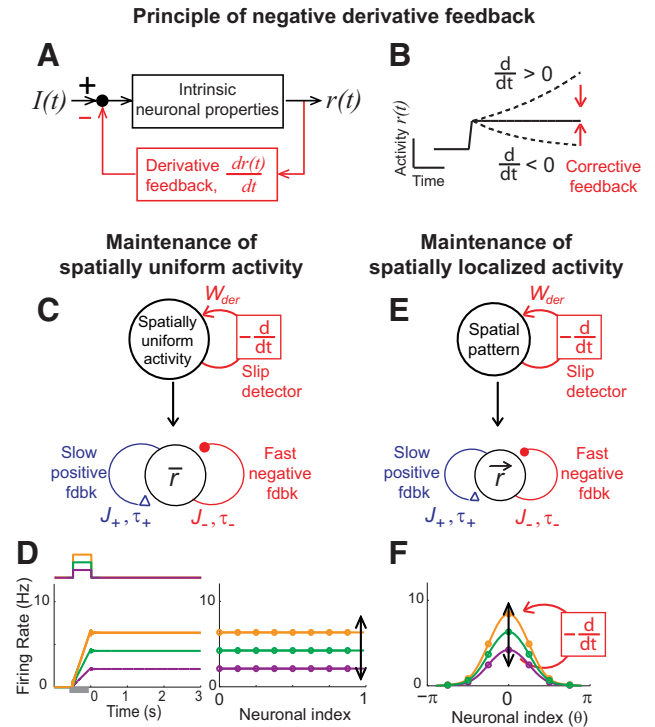 Principle of negative derivative feedback
A
I(t)
+
−
Intrinsic
neuronal properties
r(t)
Derivative
feedback, dr(t)/dt
B
Activity r(t)
Time
d/dt > 0
d/dt < 0
Corrective
feedback
Maintenance of
spatially uniform activity
C
W_der
Spatially
uniform
activity
−d/dt
Slip
detector
Slow
positive
fdbk
r̄
Fast
negative
fdbk
J₊, τ₊
J₋, τ₋
D
Firing Rate (Hz)
10
0
0
3
Time (s)
10
0
0
1
Neuronal index
Maintenance of
spatially localized activity
E
W_der
Spatial
pattern
−d/dt
Slip
detector
Slow
positive
fdbk
r⃗
Fast
negative
fdbk
J₊, τ₊
J₋, τ₋
F
10
0
−π
0
π
−d/dt
Neuronal index (θ)